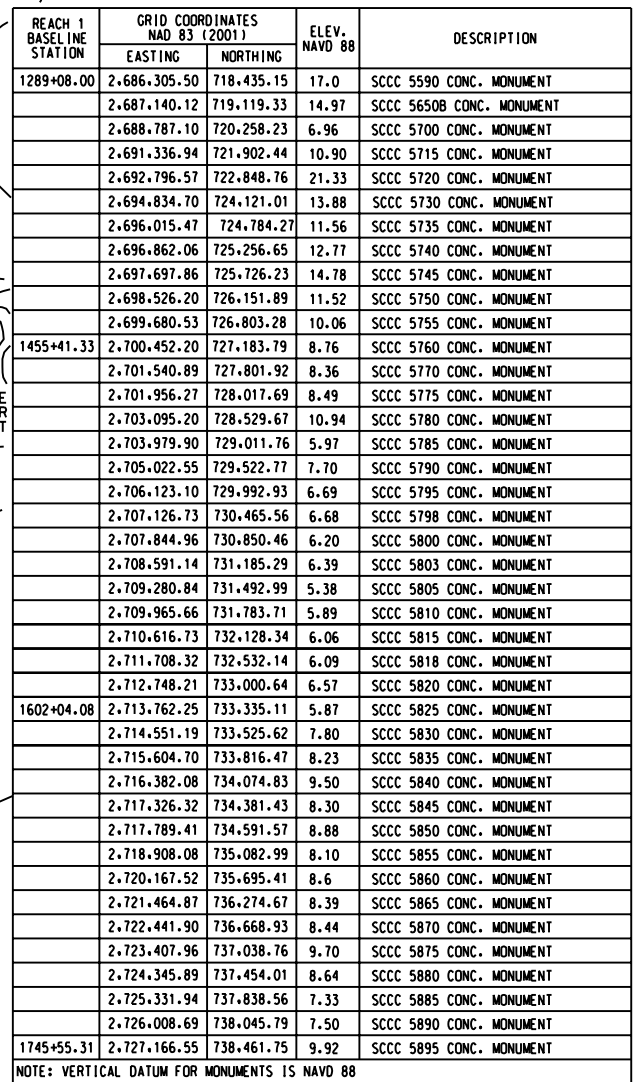 REACH 1 BASELINE STATION | GRID COORDINATES NAD 83 (2001) | ELEV. NAVD 88 | DESCRIPTION
EASTING | NORTHING
1289+08.00 2,686,305.50 718,435.15 17.0 SCCC 5590 CONC. MONUMENT
2,687,140.12 719,119.33 14.97 SCCC 5650B CONC. MONUMENT
2,688,787.10 720,258.23 6.96 SCCC 5700 CONC. MONUMENT
2,691,336.94 721,902.44 10.90 SCCC 5715 CONC. MONUMENT
2,692,796.57 722,848.76 21.33 SCCC 5720 CONC. MONUMENT
2,694,834.70 724,121.01 13.88 SCCC 5730 CONC. MONUMENT
2,696,015.47 724,784.27 11.56 SCCC 5735 CONC. MONUMENT
2,696,862.06 725,256.65 12.77 SCCC 5740 CONC. MONUMENT
2,697,697.86 725,726.23 14.78 SCCC 5745 CONC. MONUMENT
2,698,526.20 726,151.89 11.52 SCCC 5750 CONC. MONUMENT
2,699,680.53 726,803.28 10.06 SCCC 5755 CONC. MONUMENT
1455+41.33 2,700,452.20 727,183.79 8.76 SCCC 5760 CONC. MONUMENT
2,701,540.89 727,801.92 8.36 SCCC 5770 CONC. MONUMENT
2,701,956.27 728,017.69 8.49 SCCC 5775 CONC. MONUMENT
2,703,095.20 728,529.67 10.94 SCCC 5780 CONC. MONUMENT
2,703,979.90 729,011.76 5.97 SCCC 5785 CONC. MONUMENT
2,705,022.55 729,522.77 7.70 SCCC 5790 CONC. MONUMENT
2,706,123.10 729,992.93 6.69 SCCC 5795 CONC. MONUMENT
2,707,126.73 730,465.56 6.68 SCCC 5798 CONC. MONUMENT
2,707,844.96 730,850.46 6.20 SCCC 5800 CONC. MONUMENT
2,708,591.14 731,185.29 6.39 SCCC 5803 CONC. MONUMENT
2,709,280.84 731,492.99 5.38 SCCC 5805 CONC. MONUMENT
2,709,965.66 731,783.71 5.89 SCCC 5810 CONC. MONUMENT
2,710,616.73 732,128.34 6.06 SCCC 5815 CONC. MONUMENT
2,711,708.32 732,532.14 6.09 SCCC 5818 CONC. MONUMENT
2,712,748.21 733,000.64 6.57 SCCC 5820 CONC. MONUMENT
1602+04.08 2,713,762.25 733,335.11 5.87 SCCC 5825 CONC. MONUMENT
2,714,551.19 733,525.62 7.80 SCCC 5830 CONC. MONUMENT
2,715,604.70 733,816.47 8.23 SCCC 5835 CONC. MONUMENT
2,716,382.08 734,074.83 9.50 SCCC 5840 CONC. MONUMENT
2,717,326.32 734,381.43 8.30 SCCC 5845 CONC. MONUMENT
2,717,789.41 734,591.57 8.88 SCCC 5850 CONC. MONUMENT
2,718,908.08 735,082.99 8.10 SCCC 5855 CONC. MONUMENT
2,720,167.52 735,695.41 8.6 SCCC 5860 CONC. MONUMENT
2,721,464.87 736,274.67 8.39 SCCC 5865 CONC. MONUMENT
2,722,441.90 736,668.93 8.44 SCCC 5870 CONC. MONUMENT
2,723,407.96 737,038.76 9.70 SCCC 5875 CONC. MONUMENT
2,724,345.89 737,454.01 8.64 SCCC 5880 CONC. MONUMENT
2,725,331.94 737,838.56 7.33 SCCC 5885 CONC. MONUMENT
2,726,008.69 738,045.79 7.50 SCCC 5890 CONC. MONUMENT
1745+55.31 2,727,166.55 738,461.75 9.92 SCCC 5895 CONC. MONUMENT
NOTE: VERTICAL DATUM FOR MONUMENTS IS NAVD 88